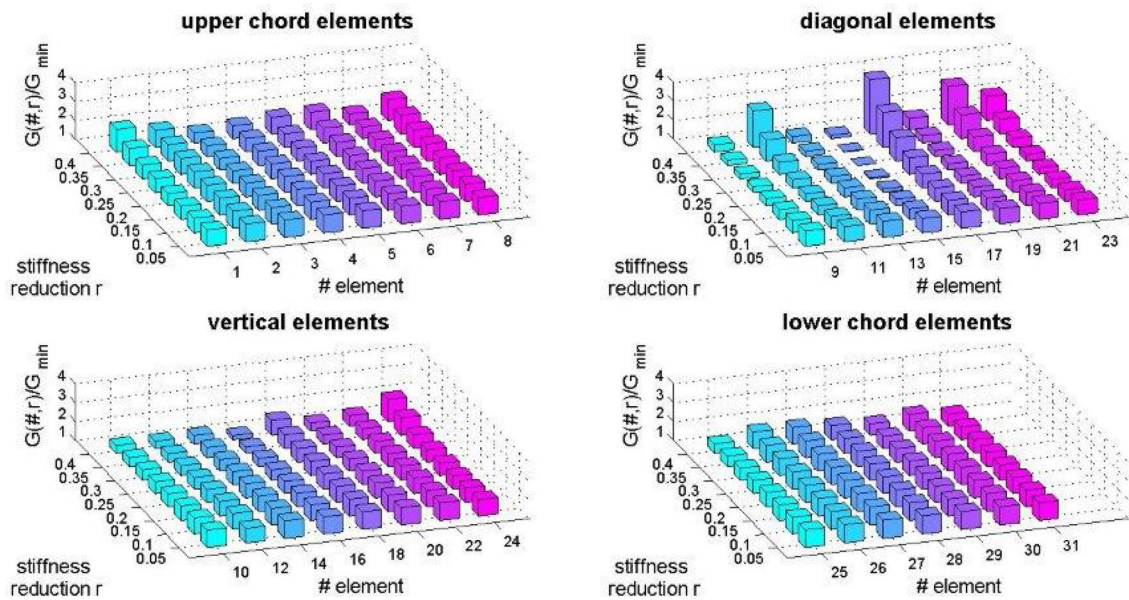 upper chord elements
G(#,r)/G min
4
3
2
1
0.4
0.35
0.3
0.25
0.2
0.15
0.1
0.05
stiffness
reduction r
1 2 3 4 5 6 7 8
# element
diagonal elements
G(#,r)/G min
4
3
2
1
0.4
0.35
0.3
0.25
0.2
0.15
0.1
0.05
stiffness
reduction r
9 11 13 15 17 19 21 23
# element
vertical elements
G(#,r)/G min
4
3
2
1
0.4
0.35
0.3
0.25
0.2
0.15
0.1
0.05
stiffness
reduction r
10 12 14 16 18 20 22 24
# element
lower chord elements
G(#,r)/G min
4
3
2
1
0.4
0.35
0.3
0.25
0.2
0.15
0.1
0.05
stiffness
reduction r
25 26 27 28 29 30 31
# element